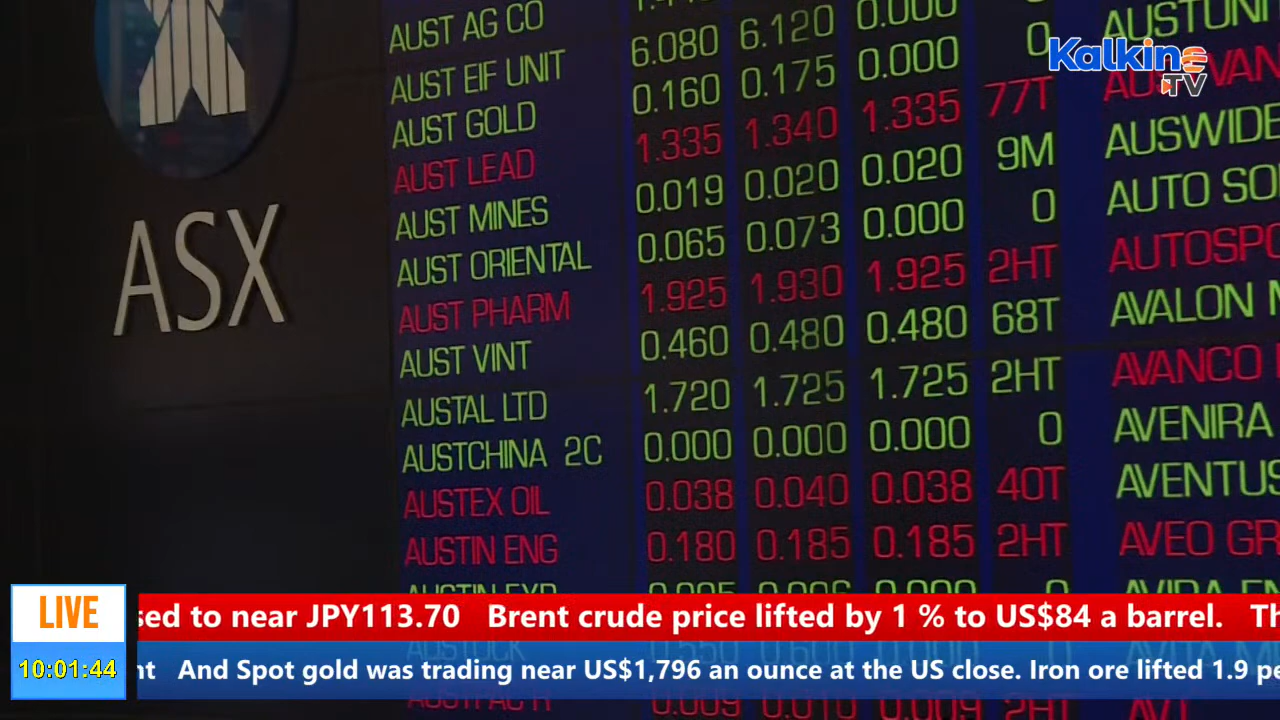 Kalkine
TV
ASX
AUST AG CO 6.080 6.120 0.000 0
AUST EIF UNIT 0.160 0.175 0.000
AUST GOLD 1.335 1.340 1.335 77T
AUST LEAD 0.019 0.020 0.020 9M
AUST MINES 0.065 0.073 0.000 0
AUST ORIENTAL 1.925 1.930 1.925 2HT
AUST PHARM 0.460 0.480 0.480 68T
AUST VINT 1.720 1.725 1.725 2HT
AUSTAL LTD 0.000 0.000 0.000 0
AUSTCHINA 2C 0.038 0.040 0.038 40T
AUSTEX OIL 0.180 0.185 0.185 2HT
AUSTIN ENG
AUSWIDE
AUTO SO
AUTOSPO
AVALON
AVANCO
AVENIRA
AVENTUS
AVEO GR
LIVE
sed to near JPY113.70 Brent crude price lifted by 1 % to US$84 a barrel. Th
10:01:44
nt And Spot gold was trading near US$1,796 an ounce at the US close. Iron ore lifted 1.9 pe